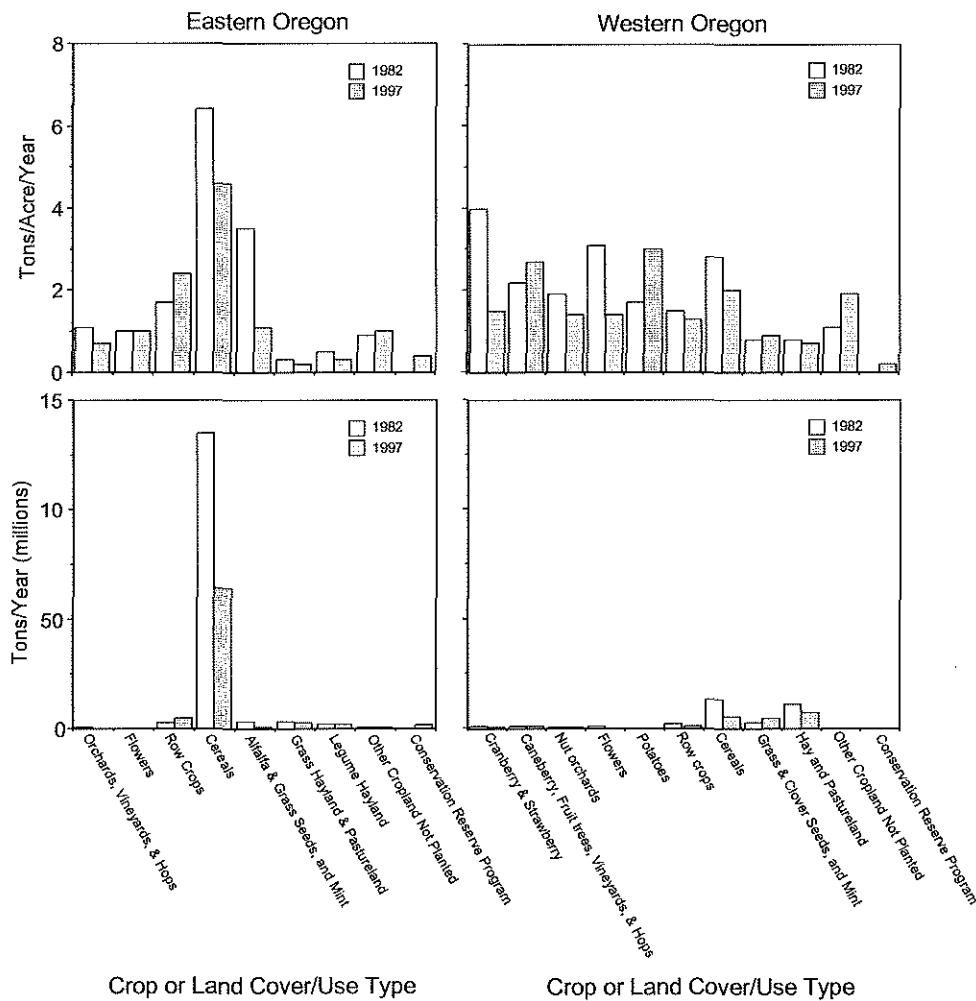 Eastern Oregon
Western Oregon
Tons/Acre/Year
8
6
4
2
0
1982
1997
1982
1997
Tons/Year (millions)
15
10
50
0
1982
1997
1982
1997
Orchards, Vineyards, & Hops
Flowers
Row Crops
Cereals
Alfalfa & Grass Seeds, and Mint
Grass Hayland & Pastureland
Legume Hayland
Other Cropland Not Planted
Conservation Reserve Program
Cranberry & Strawberry
Caneberry, Fruit trees, Vineyards, & Hops
Nut orchards
Flowers
Potatoes
Row crops
Cereals
Grass & Clover Seeds, and Mint
Hay and Pastureland
Other Cropland Not Planted
Conservation Reserve Program
Crop or Land Cover/Use Type
Crop or Land Cover/Use Type